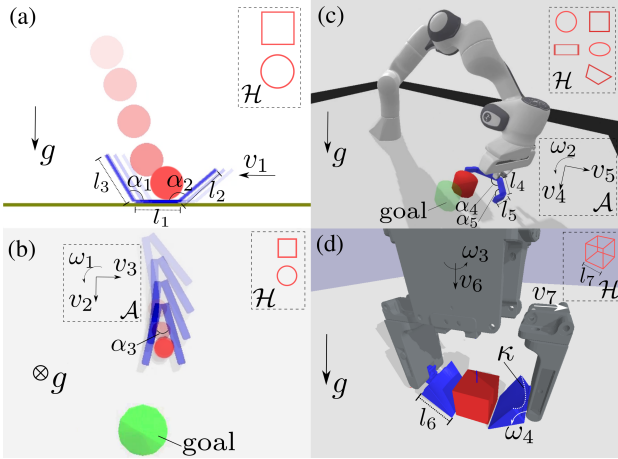 (a)
ℋ
g
α₁
α₂
v₁
l₃
l₂
l₁
(c)
ℋ
g
ω₂
v₅
v₄
𝒜
l₄
α₄
α₅
l₅
goal
(b)
ω₁
v₃
v₂
𝒜
ℋ
α₃
⊗ g
goal
(d)
ω₃
v₆
l₇
ℋ
v₇
g
κ
l₆
ω₄